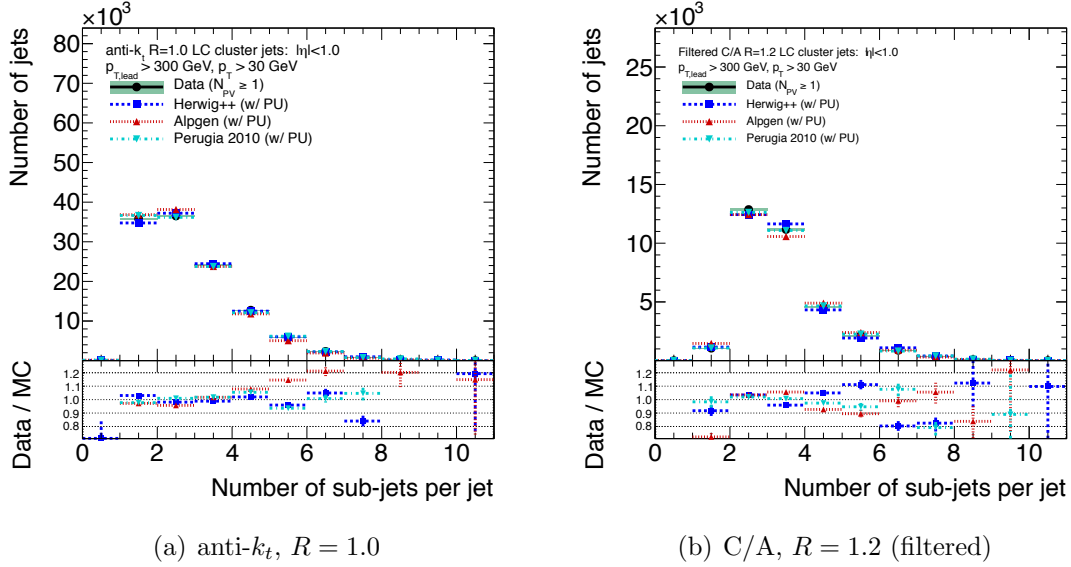 ×10³
Number of jets
80
70
60
50
40
30
20
10
anti-kₜ R=1.0 LC cluster jets: |η|<1.0
p_T,lead > 300 GeV, p_T > 30 GeV
Data (N_PV ≥ 1)
Herwig++ (w/ PU)
Alpgen (w/ PU)
Perugia 2010 (w/ PU)
Data / MC
1.2
1.1
1.0
0.9
0.8
0 2 4 6 8 10
Number of sub-jets per jet
(a) anti-kₜ, R = 1.0
×10³
Number of jets
25
20
15
10
5
Filtered C/A R=1.2 LC cluster jets: |η|<1.0
p_T,lead > 300 GeV, p_T > 30 GeV
Data (N_PV ≥ 1)
Herwig++ (w/ PU)
Alpgen (w/ PU)
Perugia 2010 (w/ PU)
Data / MC
1.2
1.1
1.0
0.9
0.8
0 2 4 6 8 10
Number of sub-jets per jet
(b) C/A, R = 1.2 (filtered)